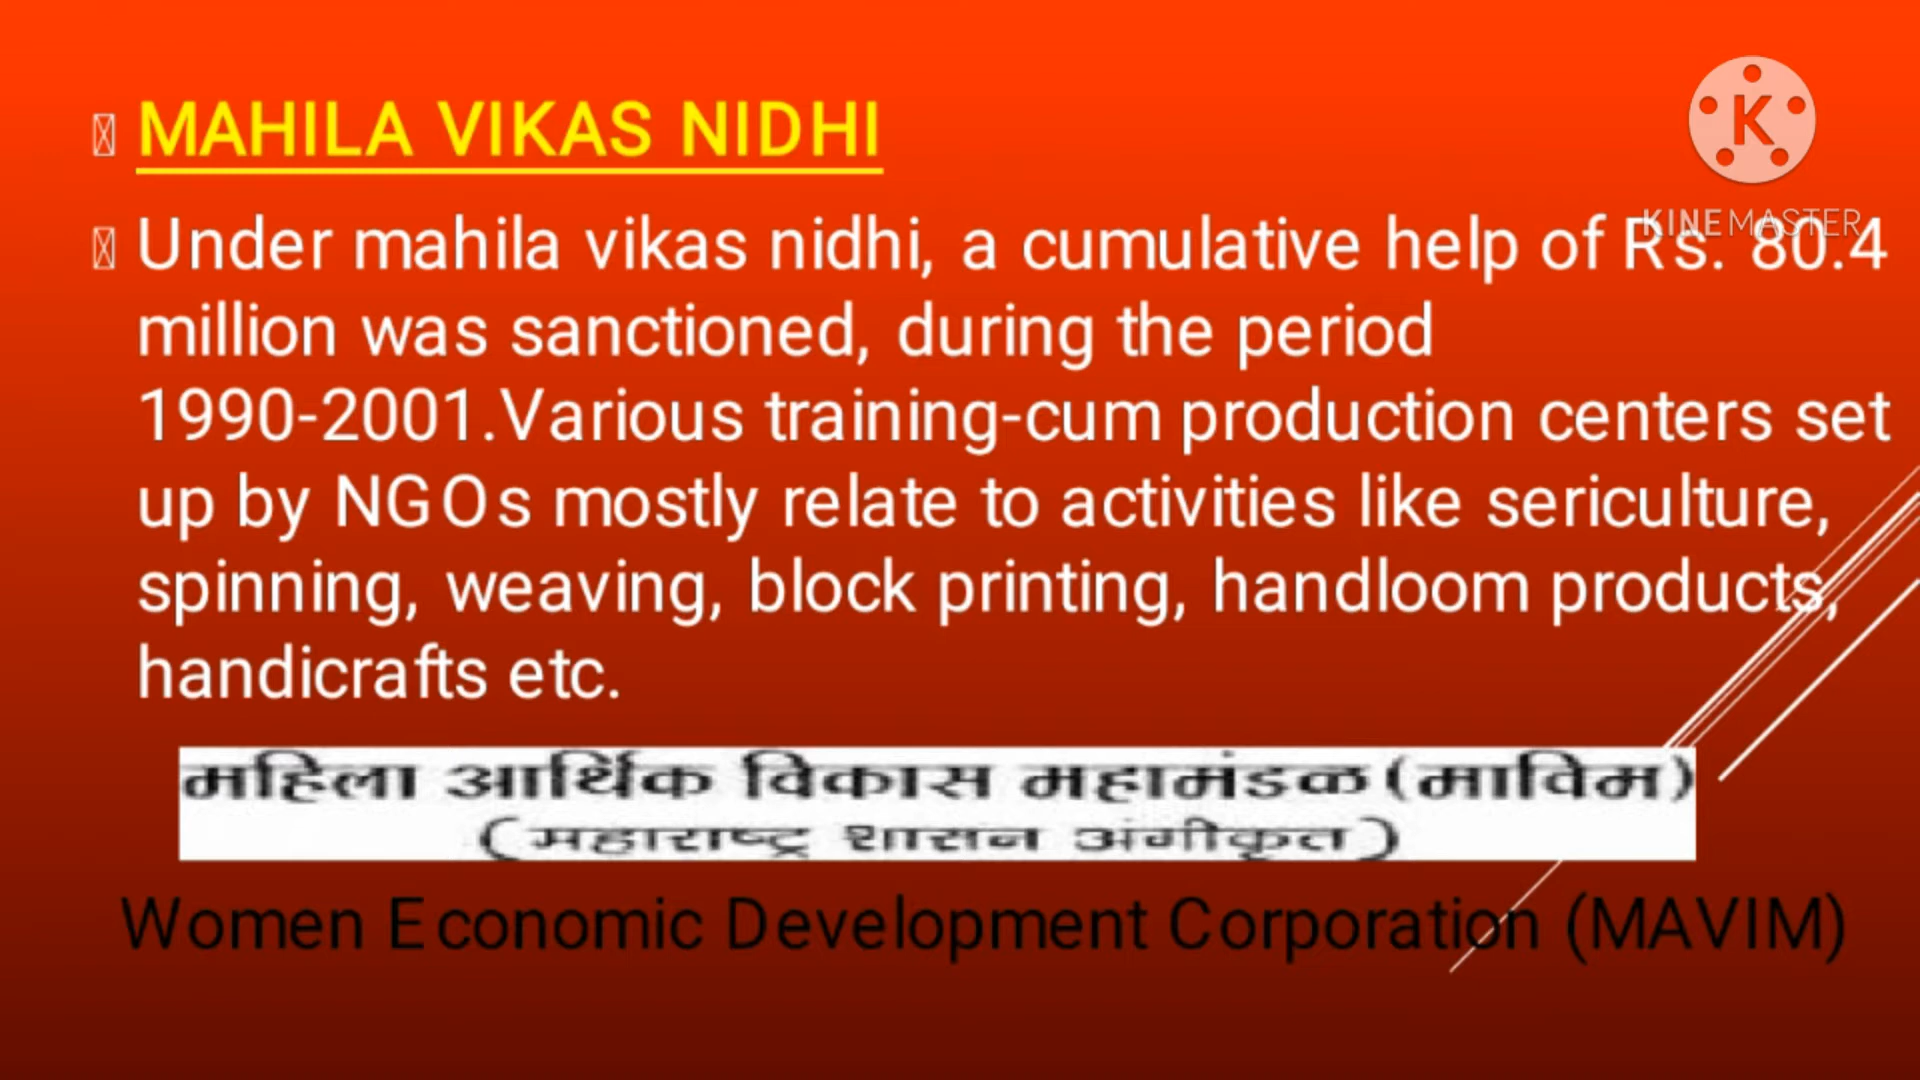 MAHILA VIKAS NIDHI
K
KINEMASTER
Under mahila vikas nidhi, a cumulative help of Rs. 80.4
million was sanctioned, during the period
1990-2001.Various training-cum production centers set
up by NGOs mostly relate to activities like sericulture,
spinning, weaving, block printing, handloom products,
handicrafts etc.
महिला आर्थिक विकास महामंडळ (माविम)
(महाराष्ट्र शासन अंगीकृत)
Women Economic Development Corporation (MAVIM)